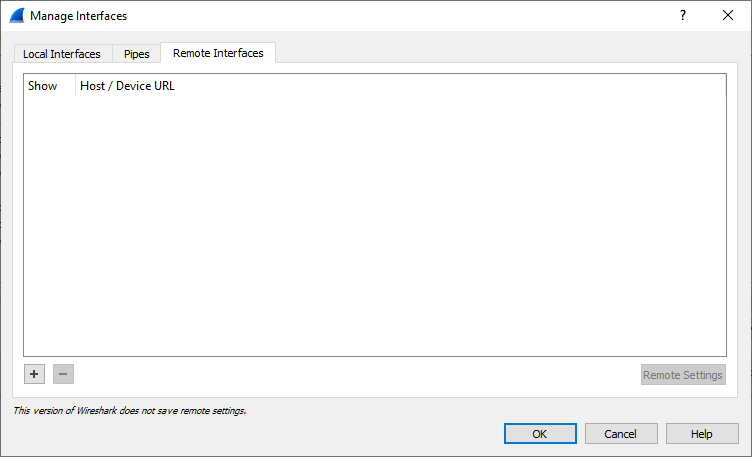 Manage Interfaces
?
Local Interfaces Pipes Remote Interfaces
Show Host / Device URL
+ − Remote Settings
This version of Wireshark does not save remote settings.
OK Cancel Help